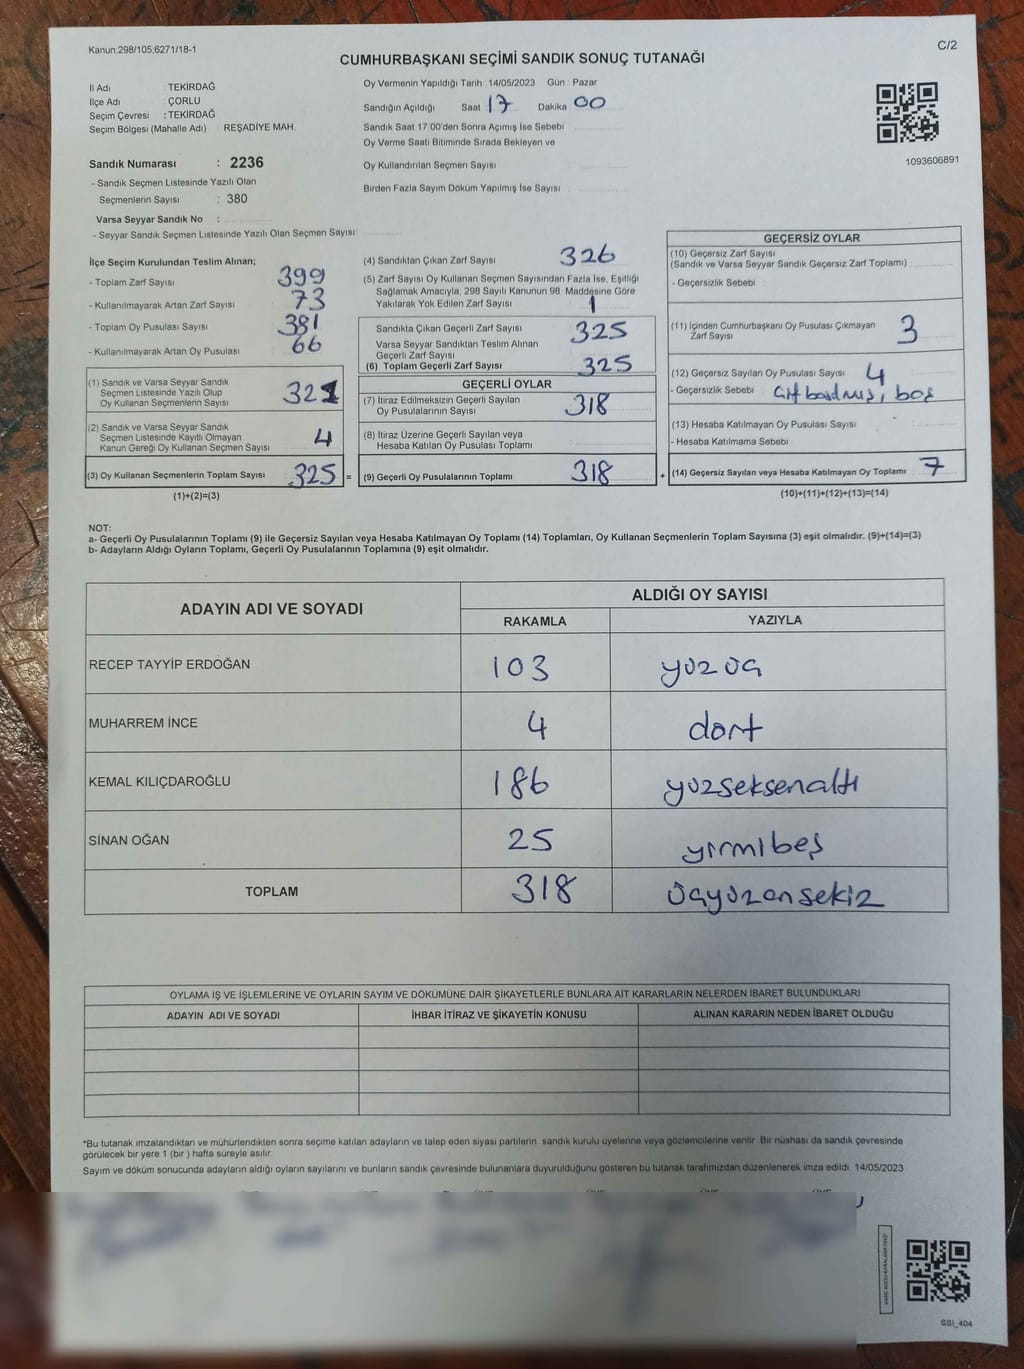 Kanun:298/105,6271/18-1
C/2
CUMHURBAŞKANI SEÇİMİ SANDIK SONUÇ TUTANAĞI
İl Adı : TEKİRDAĞ
İlçe Adı : ÇORLU
Seçim Çevresi : TEKİRDAĞ
Seçim Bölgesi (Mahalle Adı) : REŞADİYE MAH.
Sandık Numarası : 2236
- Sandık Seçmen Listesinde Yazılı Olan
Seçmenlerin Sayısı : 380
Varsa Seyyar Sandık No :
- Seyyar Sandık Seçmen Listesinde Yazılı Olan Seçmen Sayısı
Oy Vermenin Yapıldığı Tarih : 14/05/2023 Gün : Pazar
Sandığın Açıldığı Saat : 17 Dakika : 00
Sandık Saat 17:00'den Sonra Açımış İse Sebebi
Oy Verme Saati Bitiminde Sırada Bekleyen ve
Oy Kullandırılan Seçmen Sayısı
Birden Fazla Sayım Döküm Yapılmış İse Sayısı :
1093606891
İlçe Seçim Kurulundan Teslim Alınan;
- Toplam Zarf Sayısı 399
- Kullanılmayarak Artan Zarf Sayısı 73
- Toplam Oy Pusulası Sayısı 381
- Kullanılmayarak Artan Oy Pusulası 66
(1) Sandık ve Varsa Seyyar Sandık
Seçmen Listesinde Yazılı Olup
Oy Kullanan Seçmenlerin Sayısı 321
(2) Sandık ve Varsa Seyyar Sandık
Seçmen Listesinde Kayıtlı Olmayan
Kanun Gereği Oy Kullanan Seçmen Sayısı 4
(3) Oy Kullanan Seçmenlerin Toplam Sayısı 325 =
(1)+(2)=(3)
(4) Sandıktan Çıkan Zarf Sayısı 326
(5) Zarf Sayısı Oy Kullanan Seçmen Sayısından Fazla İse, Eşitliği
Sağlamak Amacıyla, 298 Sayılı Kanunun 98. Maddesine Göre
Yakılarak Yok Edilen Zarf Sayısı 1
Sandıkta Çıkan Geçerli Zarf Sayısı 325
Varsa Seyyar Sandıktan Teslim Alınan
Geçerli Zarf Sayısı
(6) Toplam Geçerli Zarf Sayısı 325
GEÇERLİ OYLAR
(7) İtiraz Edilmeksizin Geçerli Sayılan
Oy Pusulalarının Sayısı 318
(8) İtiraz Üzerine Geçerli Sayılan veya
Hesaba Katılan Oy Pusulası Toplamı
(9) Geçerli Oy Pusulalarının Toplamı 318 +
GEÇERSİZ OYLAR
(10) Geçersiz Zarf Sayısı
(Sandık ve Varsa Seyyar Sandık Geçersiz Zarf Toplamı) :
- Geçersizlik Sebebi :
(11) İçinden Cumhurbaşkanı Oy Pusulası Çıkmayan
Zarf Sayısı 3
(12) Geçersiz Sayılan Oy Pusulası Sayısı : 4
- Geçersizlik Sebebi : çift basılmış, boş
(13) Hesaba Katılmayan Oy Pusulası Sayısı :
- Hesaba Katılmama Sebebi
(14) Geçersiz Sayılan veya Hesaba Katılmayan Oy Toplamı 7
(10)+(11)+(12)+(13)=(14)
NOT:
a- Geçerli Oy Pusulalarının Toplamı (9) ile Geçersiz Sayılan veya Hesaba Katılmayan Oy Toplamı (14) Toplamları, Oy Kullanan Seçmenlerin Toplam Sayısına (3) eşit olmalıdır. (9)+(14)=(3)
b- Adayların Aldığı Oyların Toplamı, Geçerli Oy Pusulalarının Toplamına (9) eşit olmalıdır.
ADAYIN ADI VE SOYADI
ALDIĞI OY SAYISI
RAKAMLA YAZIYLA
RECEP TAYYİP ERDOĞAN 103 yüz üç
MUHARREM İNCE 4 dört
KEMAL KILIÇDAROĞLU 186 yüzseksenaltı
SİNAN OĞAN 25 yirmibeş
TOPLAM 318 üçyüzonsekiz
OYLAMA İŞ VE İŞLEMLERİNE VE OYLARIN SAYIM VE DÖKÜMÜNE DAİR ŞİKAYETLERLE BUNLARA AİT KARARLARIN NELERDEN İBARET BULUNDUKLARI
ADAYIN ADI VE SOYADI İHBAR İTİRAZ VE ŞİKAYETİN KONUSU ALINAN KARARIN NEDEN İBARET OLDUĞU
*Bu tutanak imzalandıktan ve mühürlendikten sonra seçime katılan adayların ve talep eden siyasi partilerin sandık kurulu üyelerine veya gözlemcilerine verilir. Bir nüshası da sandık çevresinde
görülecek bir yere 1 (bir ) hafta süreyle asılır.
Sayım ve döküm sonucunda adayların aldığı oyların sayılarını ve bunların sandık çevresinde bulunanlara duyurulduğunu gösteren bu tutanak tarafımızdan düzenlenerek imza edildi. 14/05/2023
SSI_404